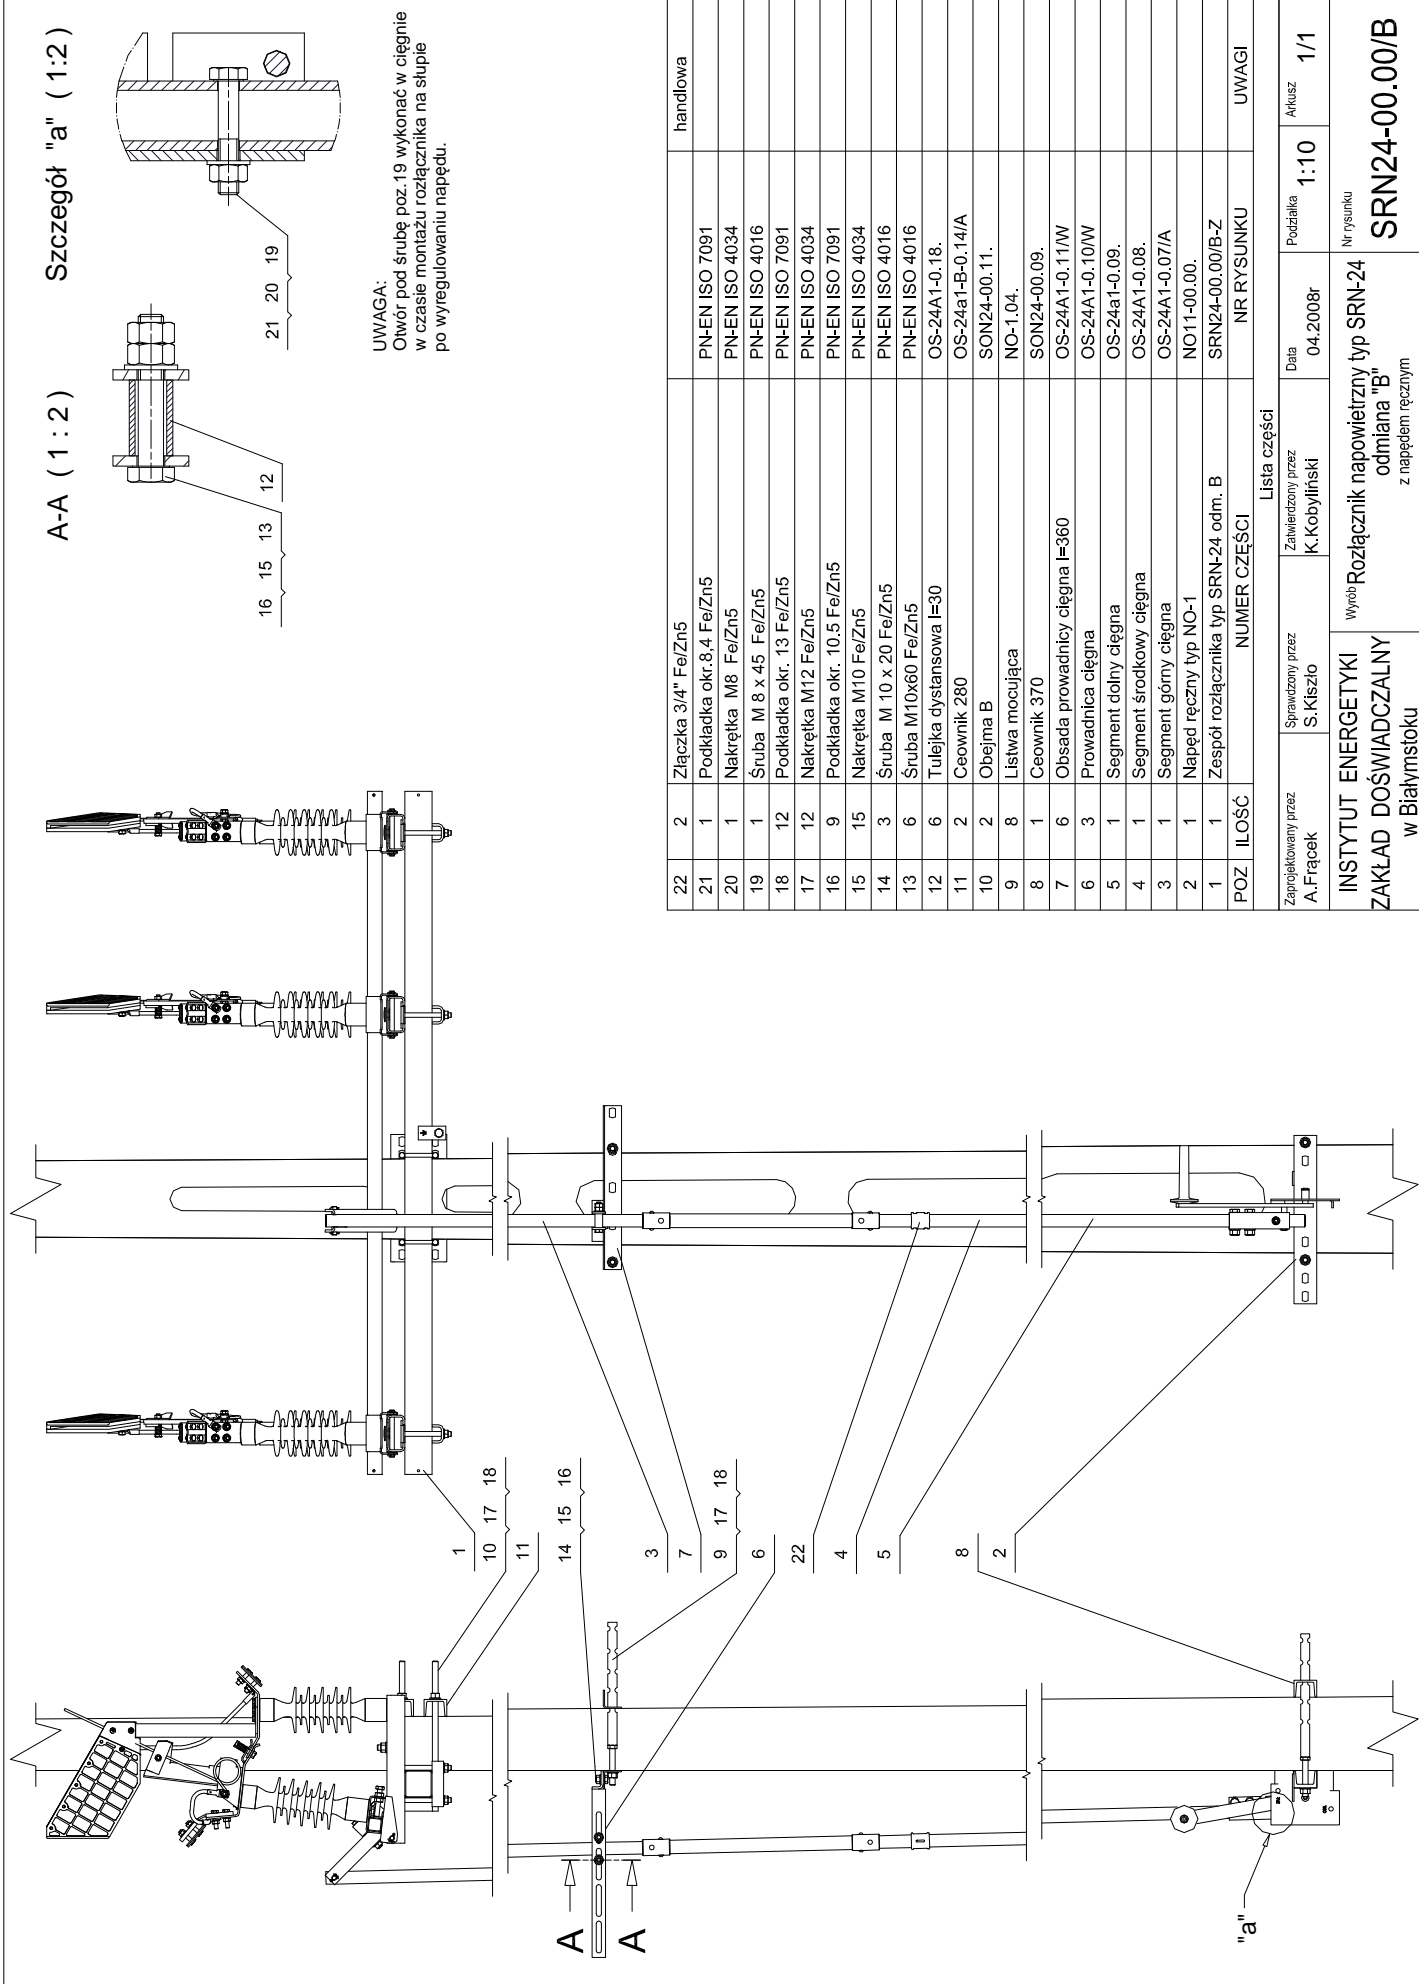 A-A ( 1 : 2 )
Szczegół "a" ( 1:2 )
16 15 13
12
21 20 19
UWAGA:
Otwór pod śrubę poz.19 wykonać w cięgnie
w czasie montażu rozłącznika na słupie
po wyregulowaniu napędu.
1
10 17 18
11
14 15 16
3
7
9 17 18
6
22
4
5
8
2
A
A
"a"
22 2 Złączka 3/4" Fe/Zn5 handlowa
21 1 Podkładka okr.8,4 Fe/Zn5 PN-EN ISO 7091
20 1 Nakrętka M8 Fe/Zn5 PN-EN ISO 4034
19 1 Śruba M 8 x 45 Fe/Zn5 PN-EN ISO 4016
18 12 Podkładka okr. 13 Fe/Zn5 PN-EN ISO 7091
17 12 Nakrętka M12 Fe/Zn5 PN-EN ISO 4034
16 9 Podkładka okr. 10.5 Fe/Zn5 PN-EN ISO 7091
15 15 Nakrętka M10 Fe/Zn5 PN-EN ISO 4034
14 3 Śruba M 10 x 20 Fe/Zn5 PN-EN ISO 4016
13 6 Śruba M10x60 Fe/Zn5 PN-EN ISO 4016
12 6 Tulejka dystansowa l=30 OS-24A1-0.18.
11 2 Ceownik 280 OS-24a1-B-0.14/A
10 2 Obejma B SON24-00.11.
9 8 Listwa mocująca NO-1.04.
8 1 Ceownik 370 SON24-00.09.
7 6 Obsada prowadnicy cięgna l=360 OS-24A1-0.11/W
6 3 Prowadnica cięgna OS-24A1-0.10/W
5 1 Segment dolny cięgna OS-24a1-0.09.
4 1 Segment środkowy cięgna OS-24A1-0.08.
3 1 Segment górny cięgna OS-24A1-0.07/A
2 1 Napęd ręczny typ NO-1 NO11-00.00.
1 1 Zespół rozłącznika typ SRN-24 odm. B SRN24-00.00/B-Z
POZ ILOŚĆ NUMER CZĘŚCI NR RYSUNKU UWAGI
Lista części
Zaprojektowany przez Sprawdzony przez Zatwierdzony przez Data Podziałka Arkusz
A.Frącek S.Kiszło K.Kobyliński 04.2008r 1:10 1/1
INSTYTUT ENERGETYKI
ZAKŁAD DOŚWIADCZALNY
w Białymstoku
Wyrób Rozłącznik napowietrzny typ SRN-24
odmiana "B"
z napędem ręcznym
Nr rysunku
SRN24-00.00/B